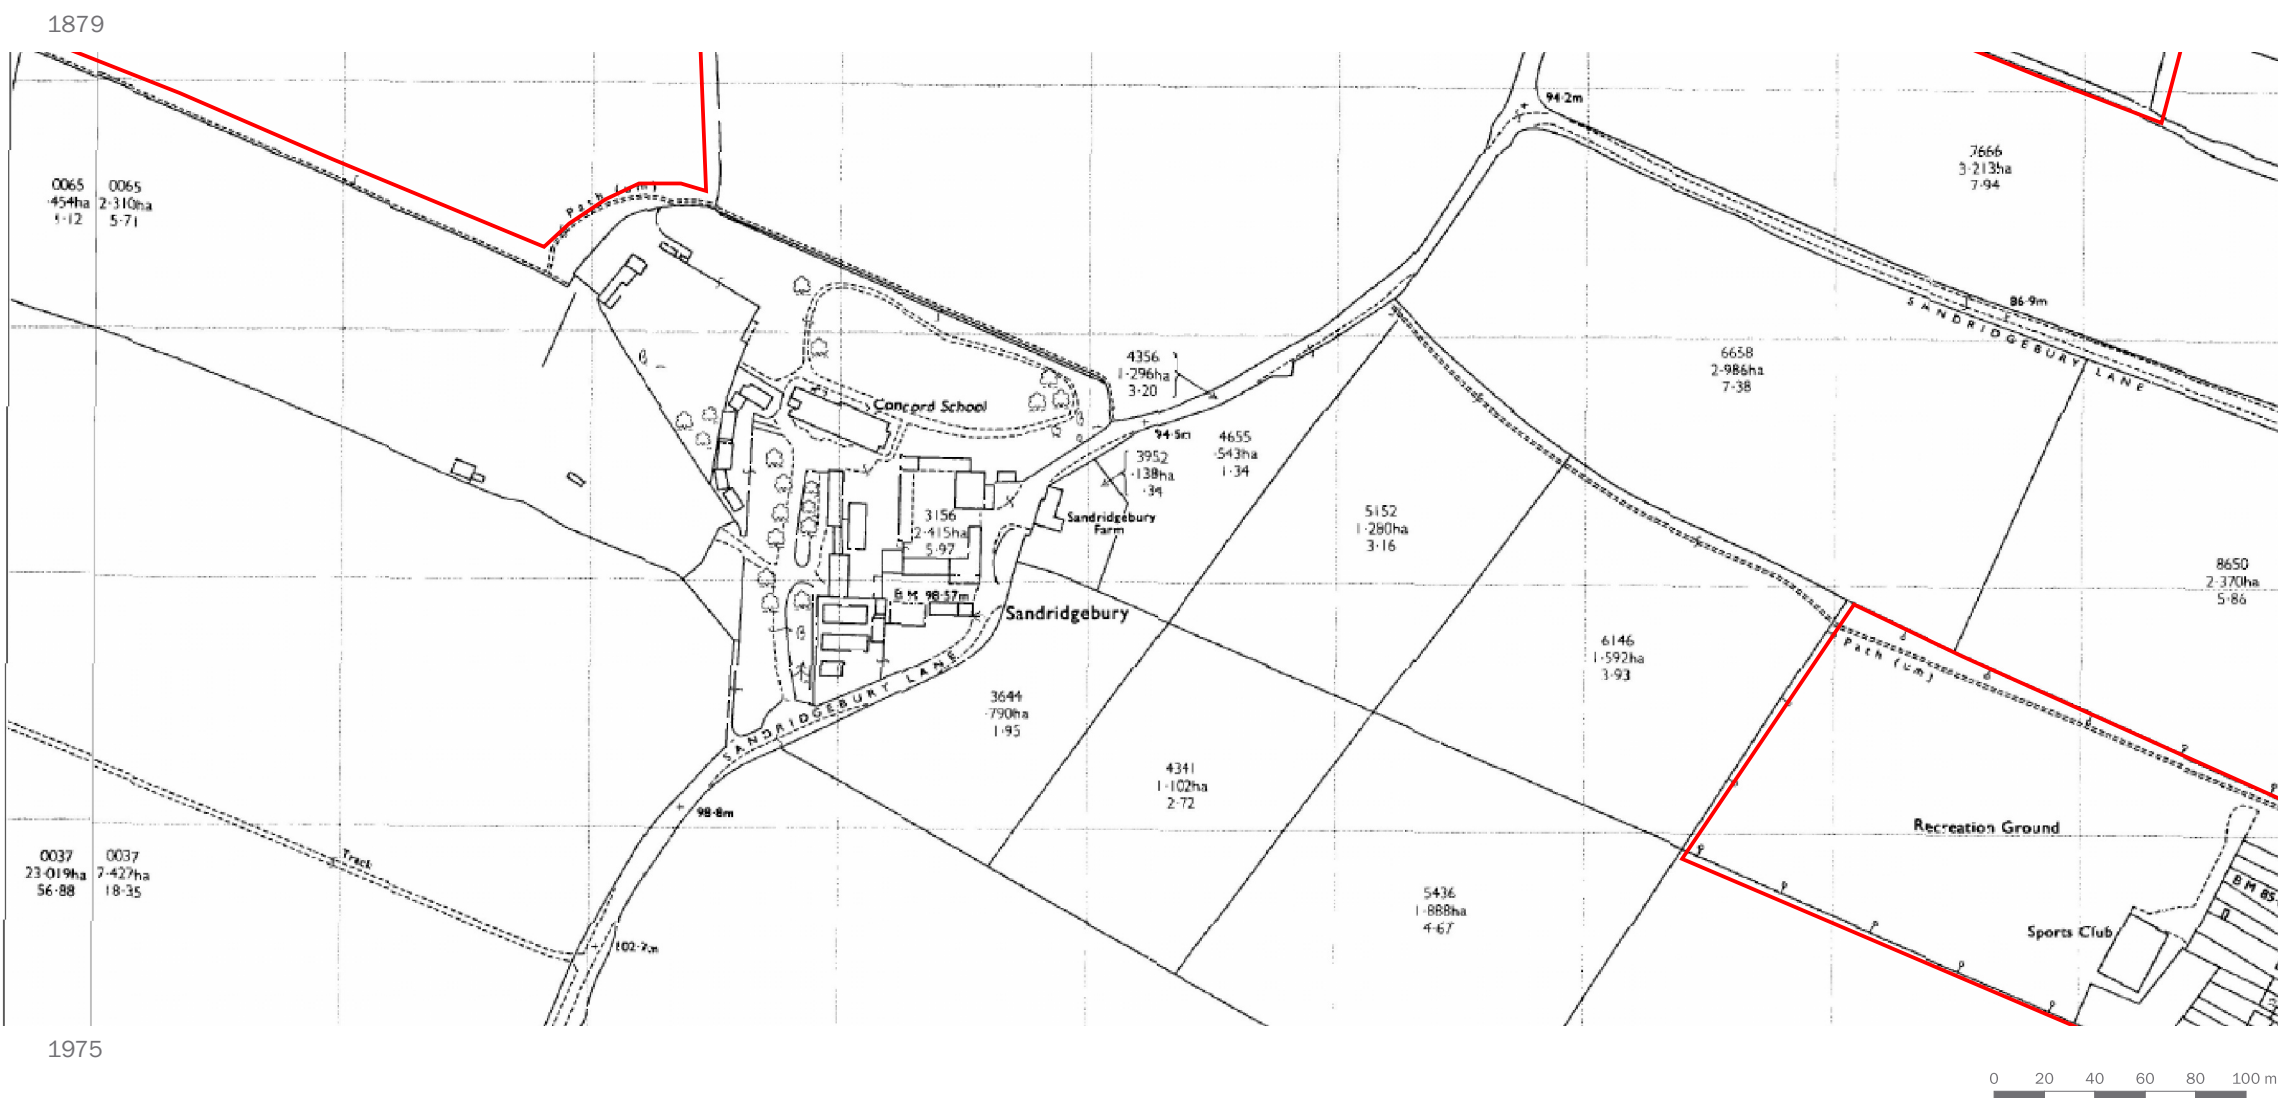 1879
94·2m
7666
3·213ha
7·94
0065 0065
·454ha 2·310ha
1·12 5·71
Path (um)
86·9m
SANDRIDGEBURY LANE
4356
1·296ha
3·20
6658
2·986ha
7·38
Concord School
94·5m
4655
·543ha
1·34
3952
·138ha
·34
3156
2·415ha
5·97
Sandridgebury
Farm
5152
1·280ha
3·16
8650
2·370ha
5·86
BM 98·57m
Sandridgebury
6146
1·592ha
3·93
Path (um)
SANDRIDGEBURY LANE
3644
·790ha
1·95
4341
1·102ha
2·72
98·8m
Recreation Ground
Track
0037 0037
23·019ha 7·427ha
56·88 18·35
BM 85·
5436
1·888ha
4·67
Sports Club
102·7m
1975
0 20 40 60 80 100 m